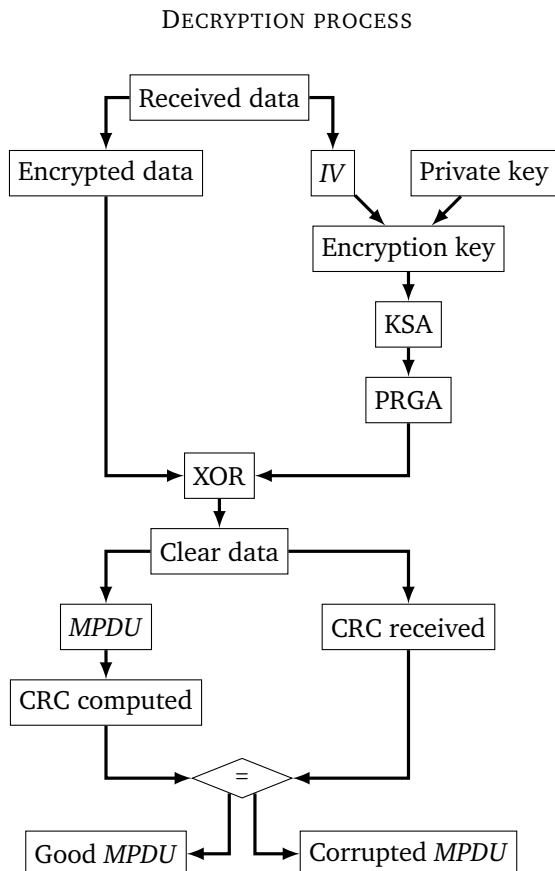 DECRYPTION PROCESS
Received data
Encrypted data
IV
Private key
Encryption key
KSA
PRGA
XOR
Clear data
MPDU
CRC received
CRC computed
=
Good MPDU
Corrupted MPDU